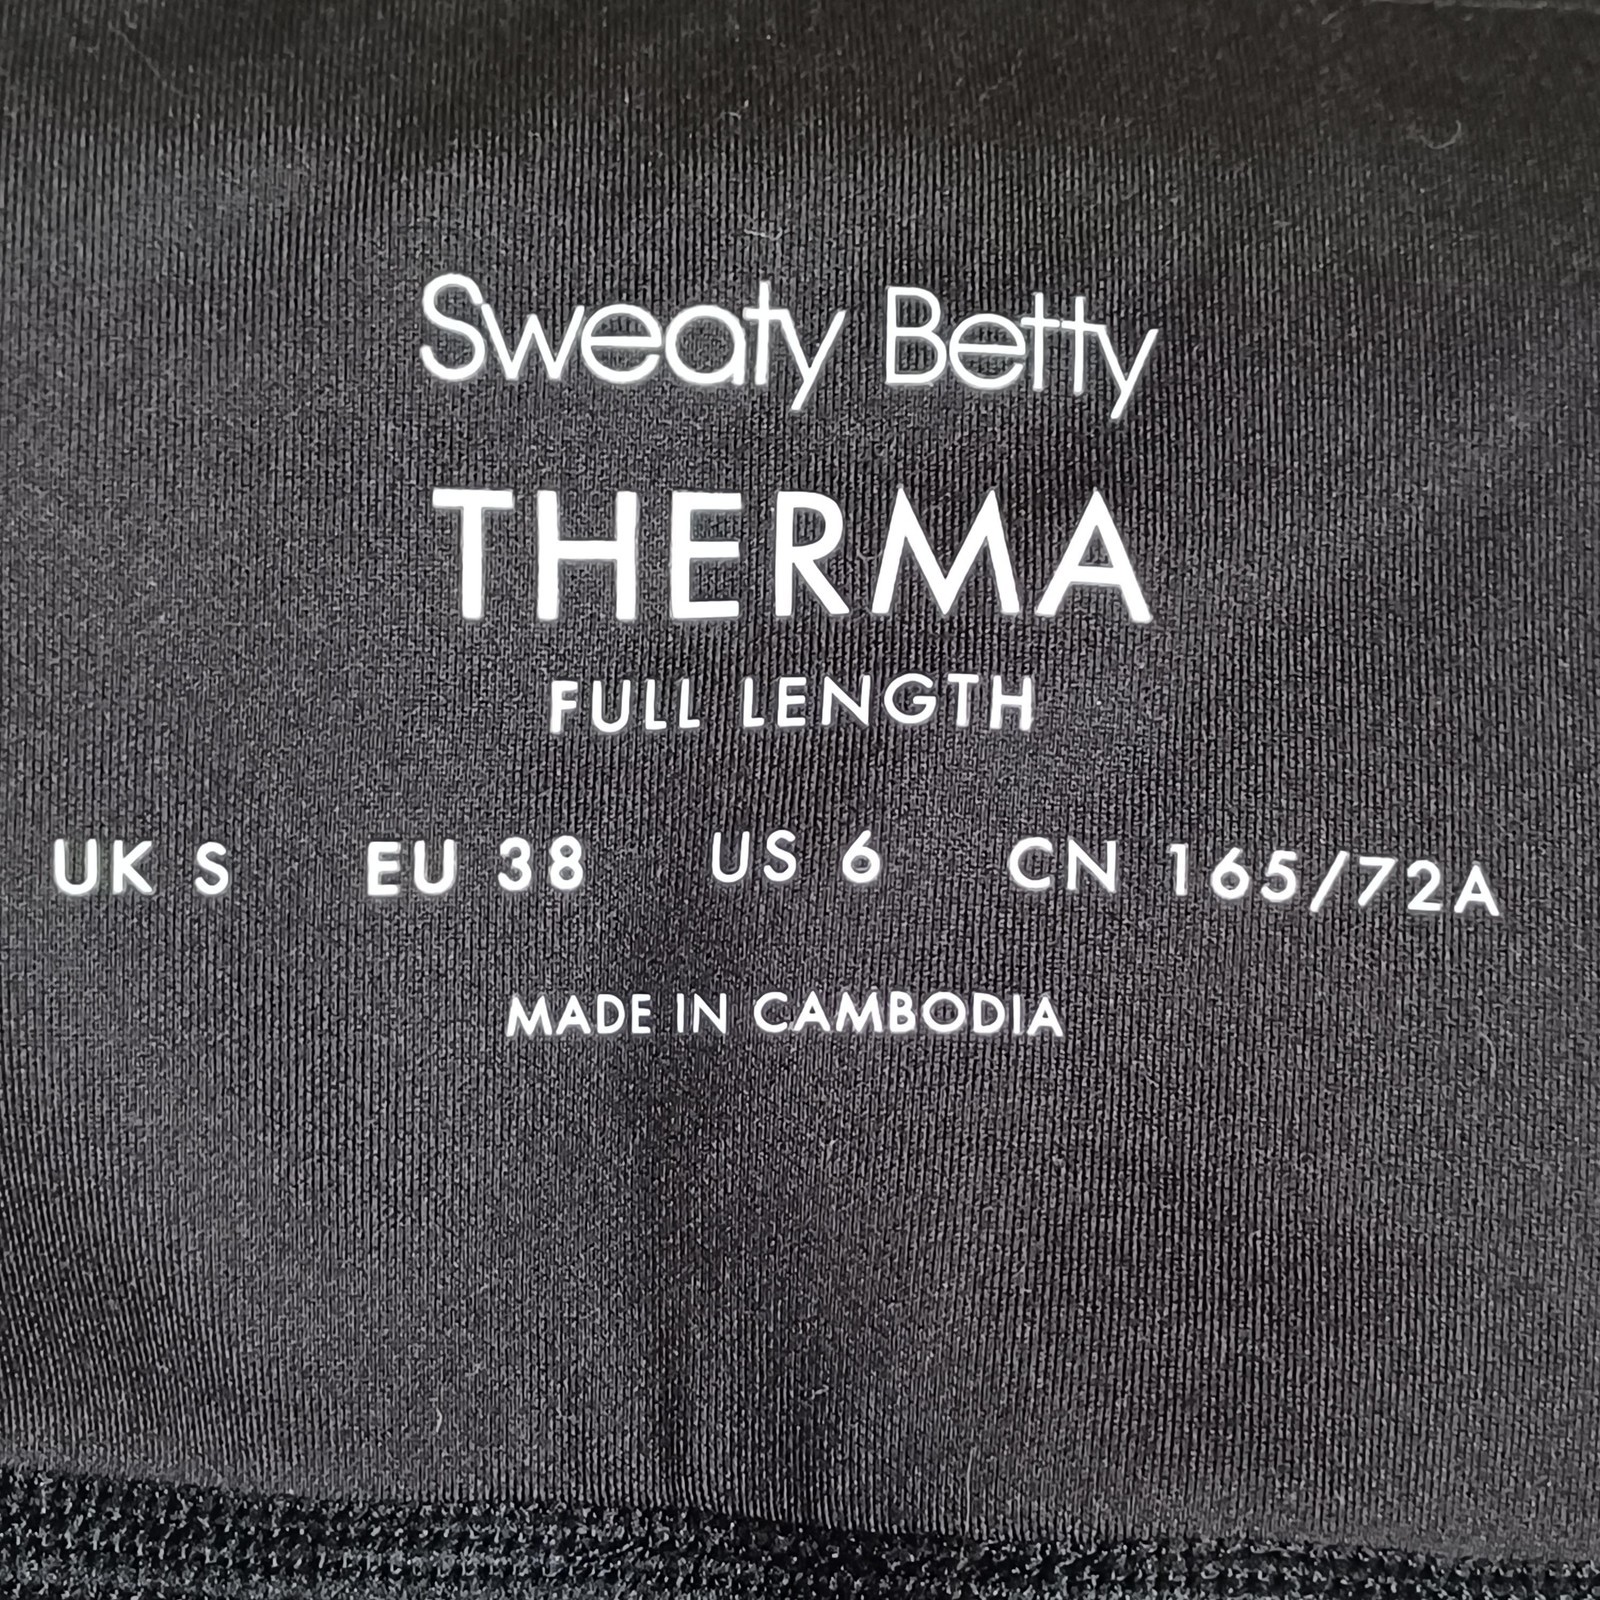 Sweaty Betty
THERMA
FULL LENGTH
UK S EU 38 US 6 CN 165/72A
MADE IN CAMBODIA